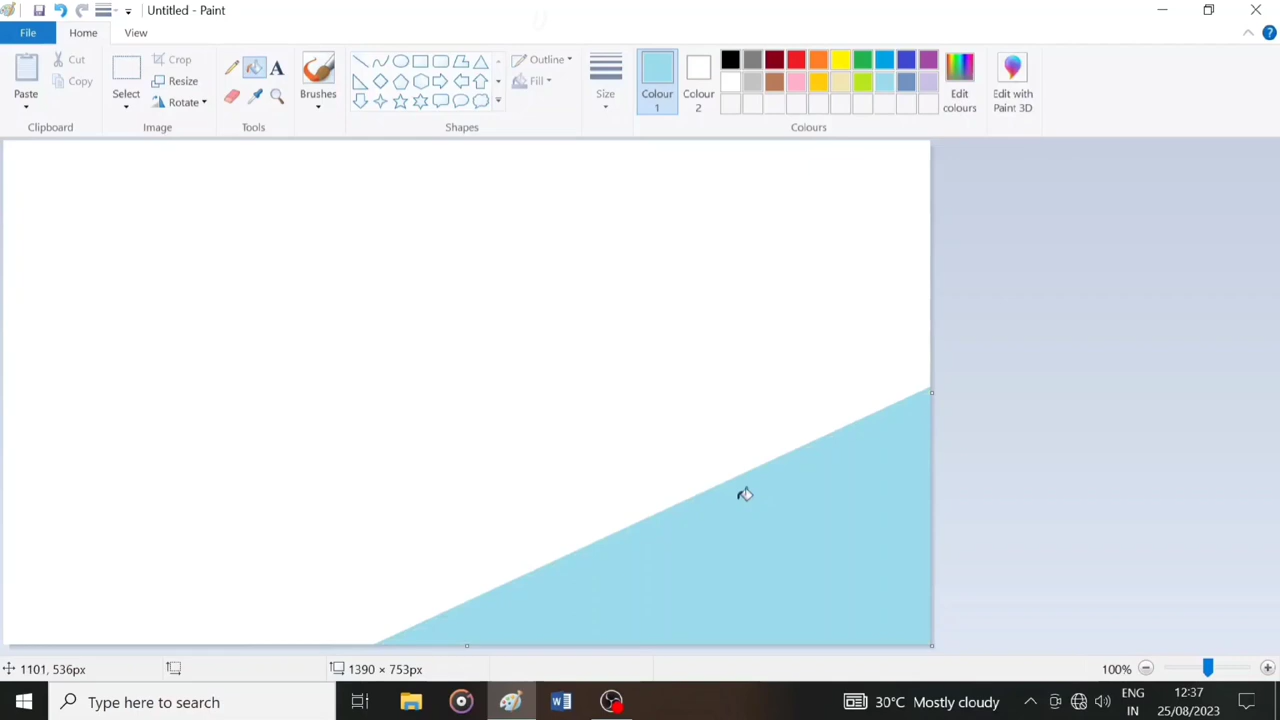 Untitled - Paint
File
Home
View
Paste
Cut
Copy
Clipboard
Select
Crop
Resize
Rotate
Image
A
Tools
Brushes
Shapes
Outline
Fill
Size
Colour
1
Colour
2
Colours
Edit
colours
Edit with
Paint 3D
1101, 536px
1390 × 753px
100%
Type here to search
W
30°C Mostly cloudy
ENG
IN
12:37
25/08/2023